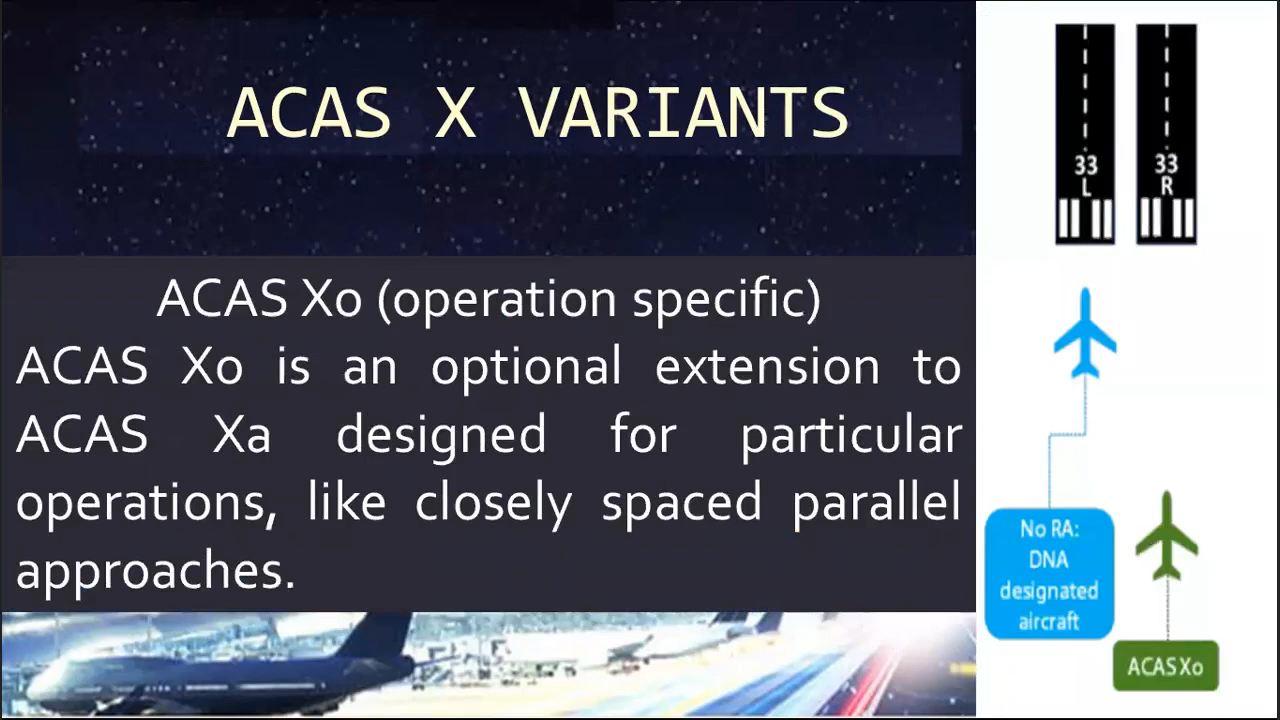 ACAS X VARIANTS
ACAS Xo (operation specific)
ACAS Xo is an optional extension to
ACAS Xa designed for particular
operations, like closely spaced parallel
approaches.
33
L
33
R
No RA:
DNA
designated
aircraft
ACAS Xo